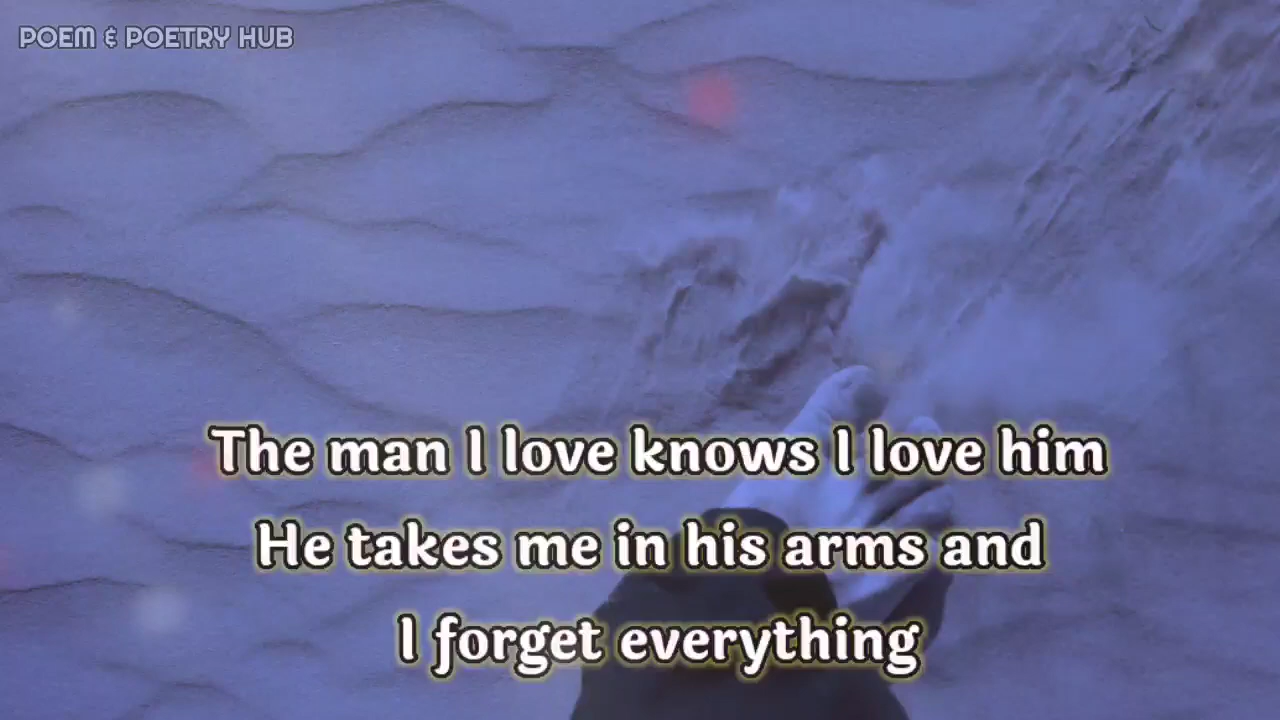 POEM & POETRY HUB
The man I love knows I love him
He takes me in his arms and
I forget everything